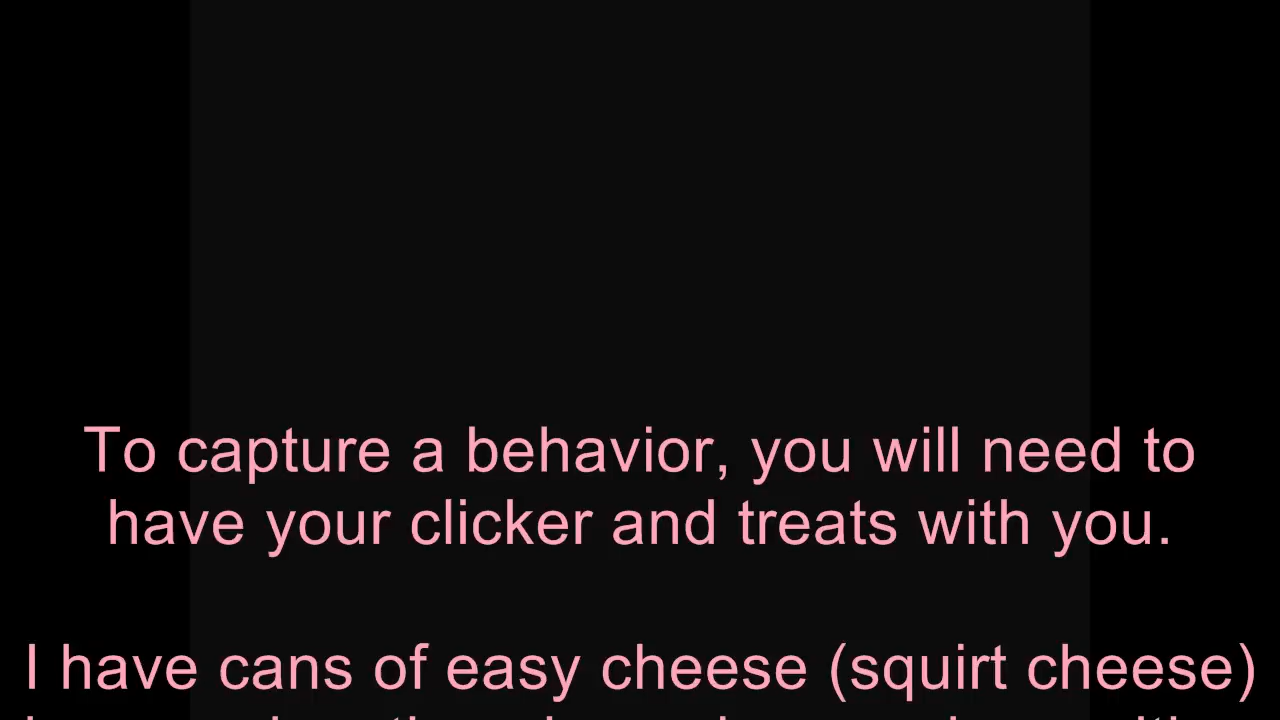 To capture a behavior, you will need to
have your clicker and treats with you.
I have cans of easy cheese (squirt cheese)